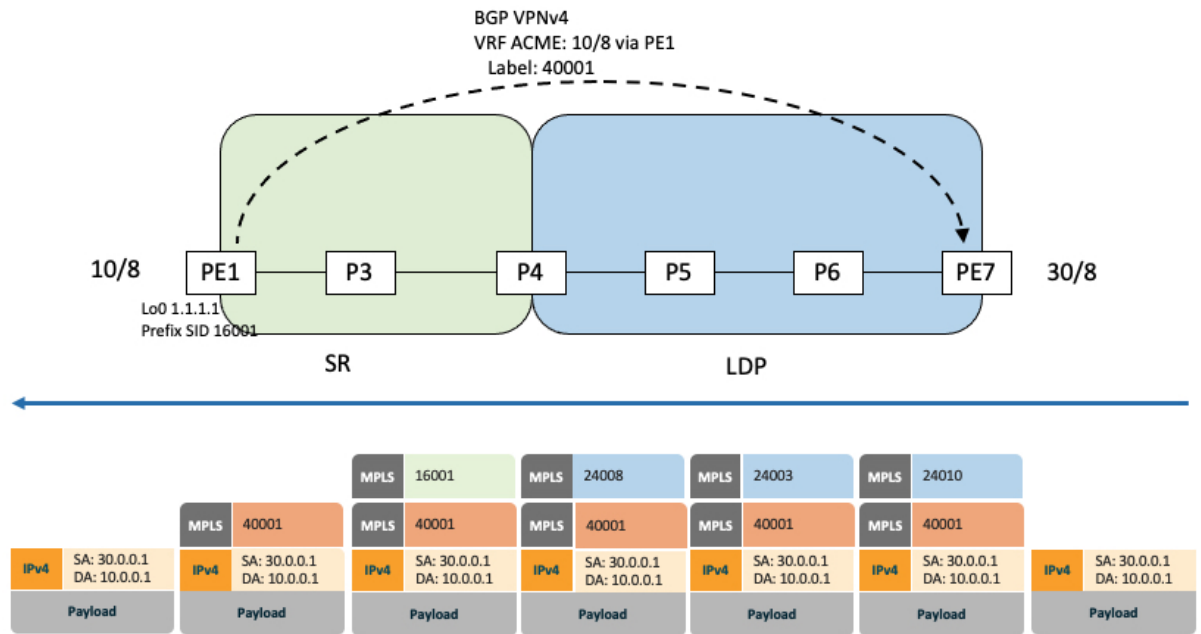 BGP VPNv4
VRF ACME: 10/8 via PE1
Label: 40001
10/8
PE1
P3
P4
P5
P6
PE7
30/8
Lo0 1.1.1.1
Prefix SID 16001
SR
LDP
MPLS 16001
MPLS 24008
MPLS 24003
MPLS 24010
MPLS 40001
MPLS 40001
MPLS 40001
MPLS 40001
MPLS 40001
IPv4
SA: 30.0.0.1
DA: 10.0.0.1
IPv4
SA: 30.0.0.1
DA: 10.0.0.1
IPv4
SA: 30.0.0.1
DA: 10.0.0.1
IPv4
SA: 30.0.0.1
DA: 10.0.0.1
IPv4
SA: 30.0.0.1
DA: 10.0.0.1
IPv4
SA: 30.0.0.1
DA: 10.0.0.1
IPv4
SA: 30.0.0.1
DA: 10.0.0.1
Payload
Payload
Payload
Payload
Payload
Payload
Payload